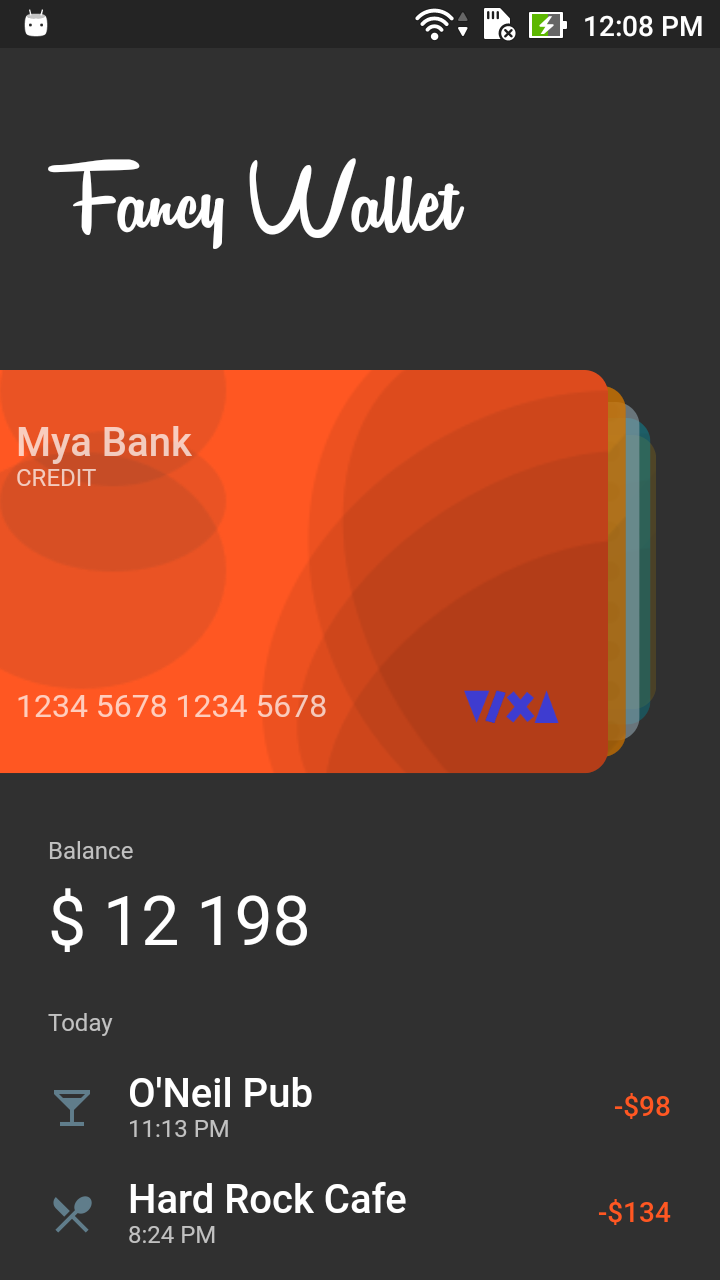 12:08 PM
Fancy Wallet
Mya Bank
CREDIT
1234 5678 1234 5678
VIXA
Balance
$ 12 198
Today
O'Neil Pub
-$98
11:13 PM
Hard Rock Cafe
-$134
8:24 PM